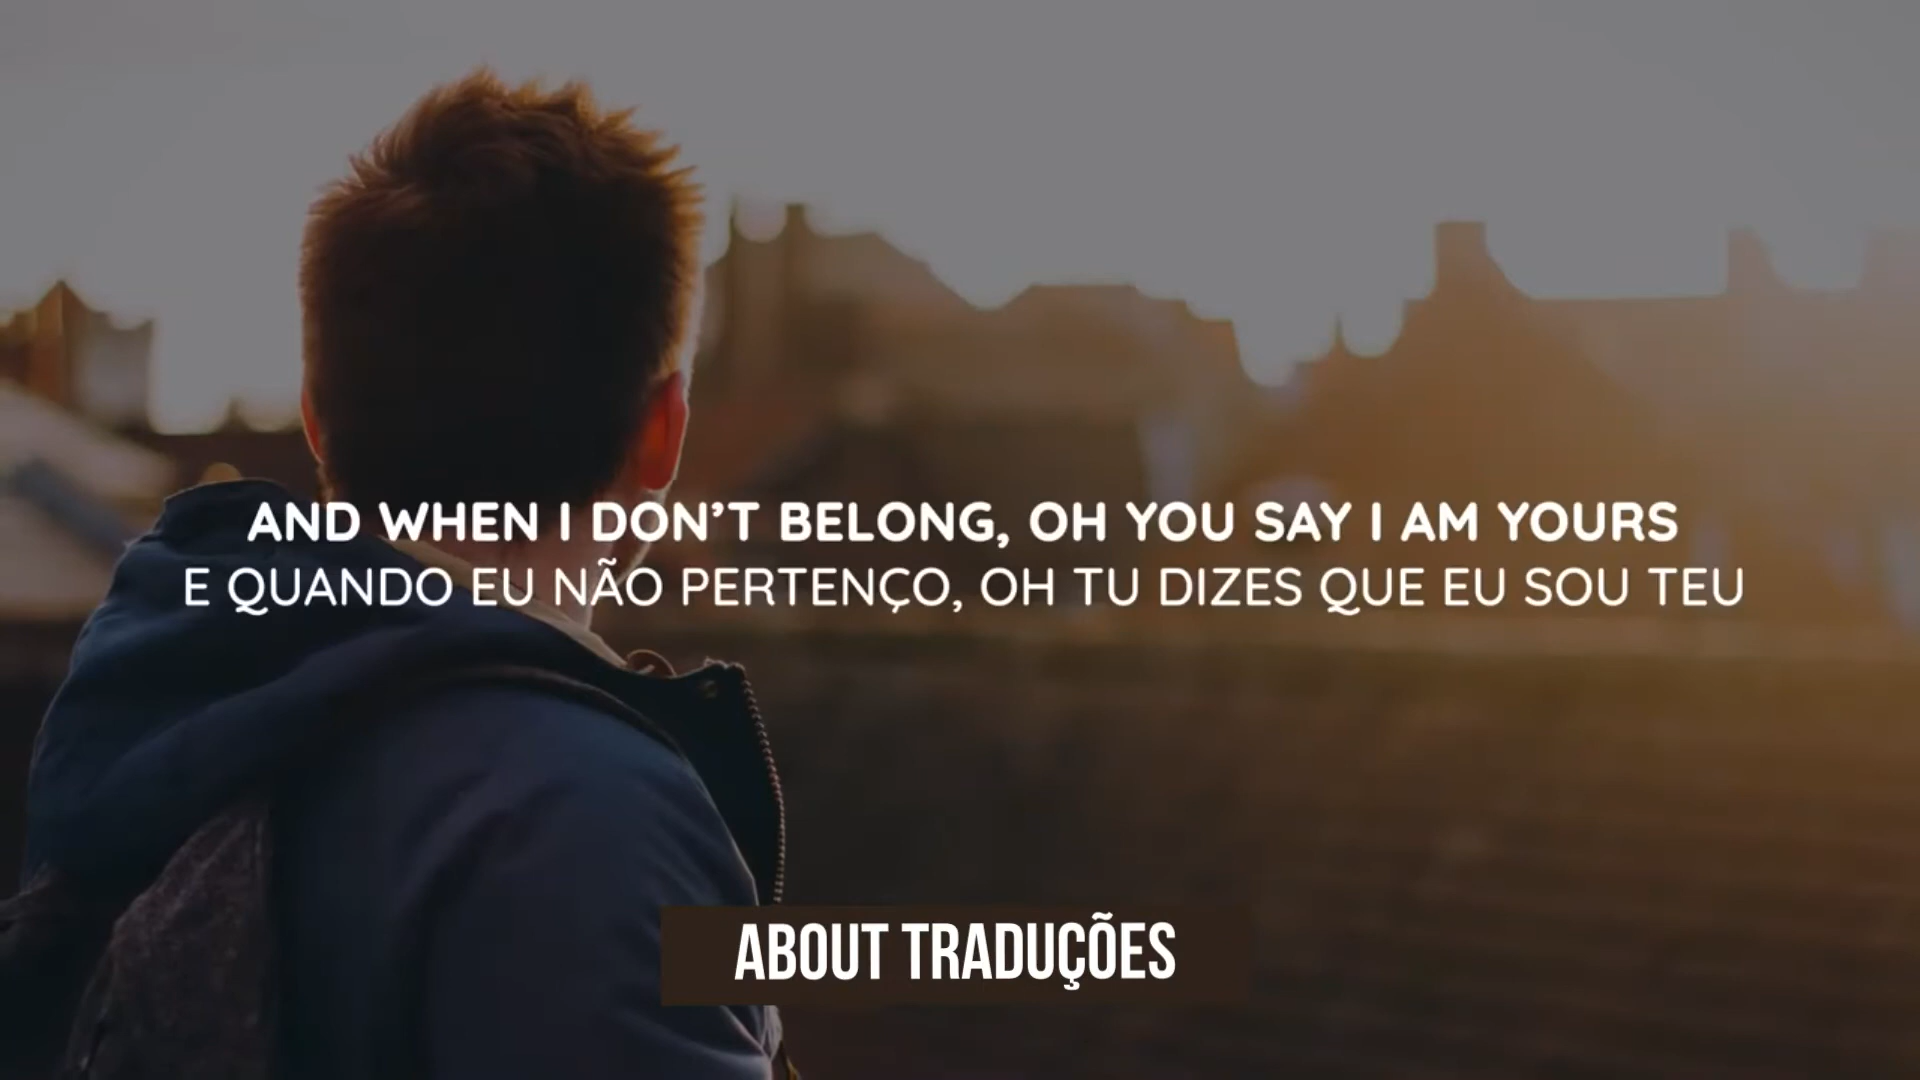 AND WHEN I DON’T BELONG, OH YOU SAY I AM YOURS
E QUANDO EU NÃO PERTENÇO, OH TU DIZES QUE EU SOU TEU
ABOUT TRADUÇÕES